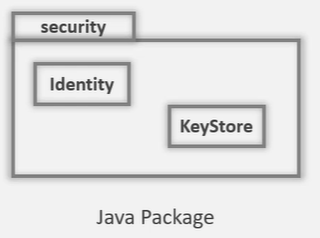 security
Identity
KeyStore
Java Package